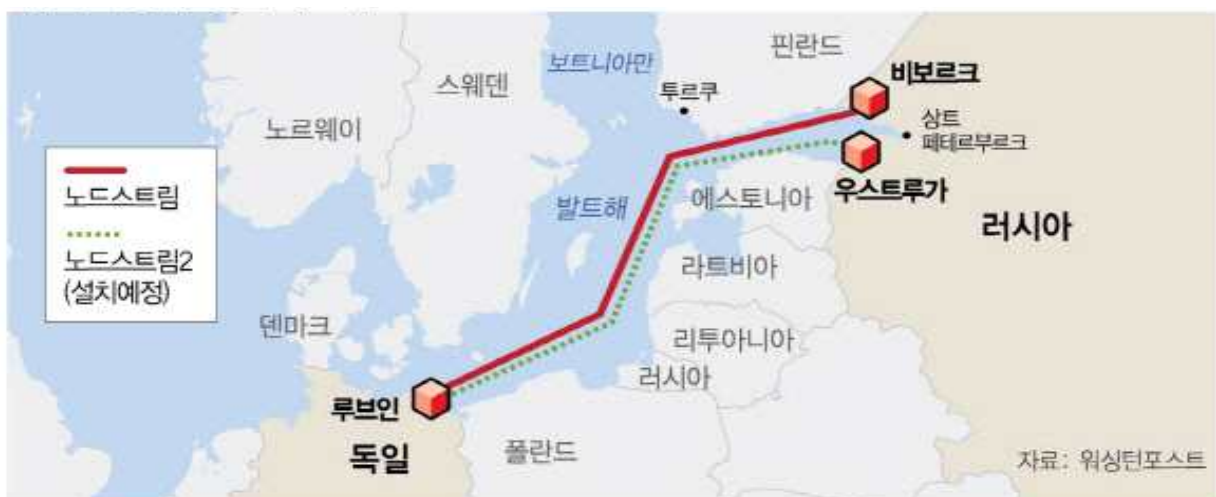 보트니아만
핀란드
스웨덴
투르쿠
비보르크
노르웨이
상트
페테르부르크
노드스트림
발트해
에스토니아
우스트루가
러시아
노드스트림2
(설치예정)
라트비아
덴마크
리투아니아
러시아
루브인
독일
폴란드
자료: 워싱턴포스트